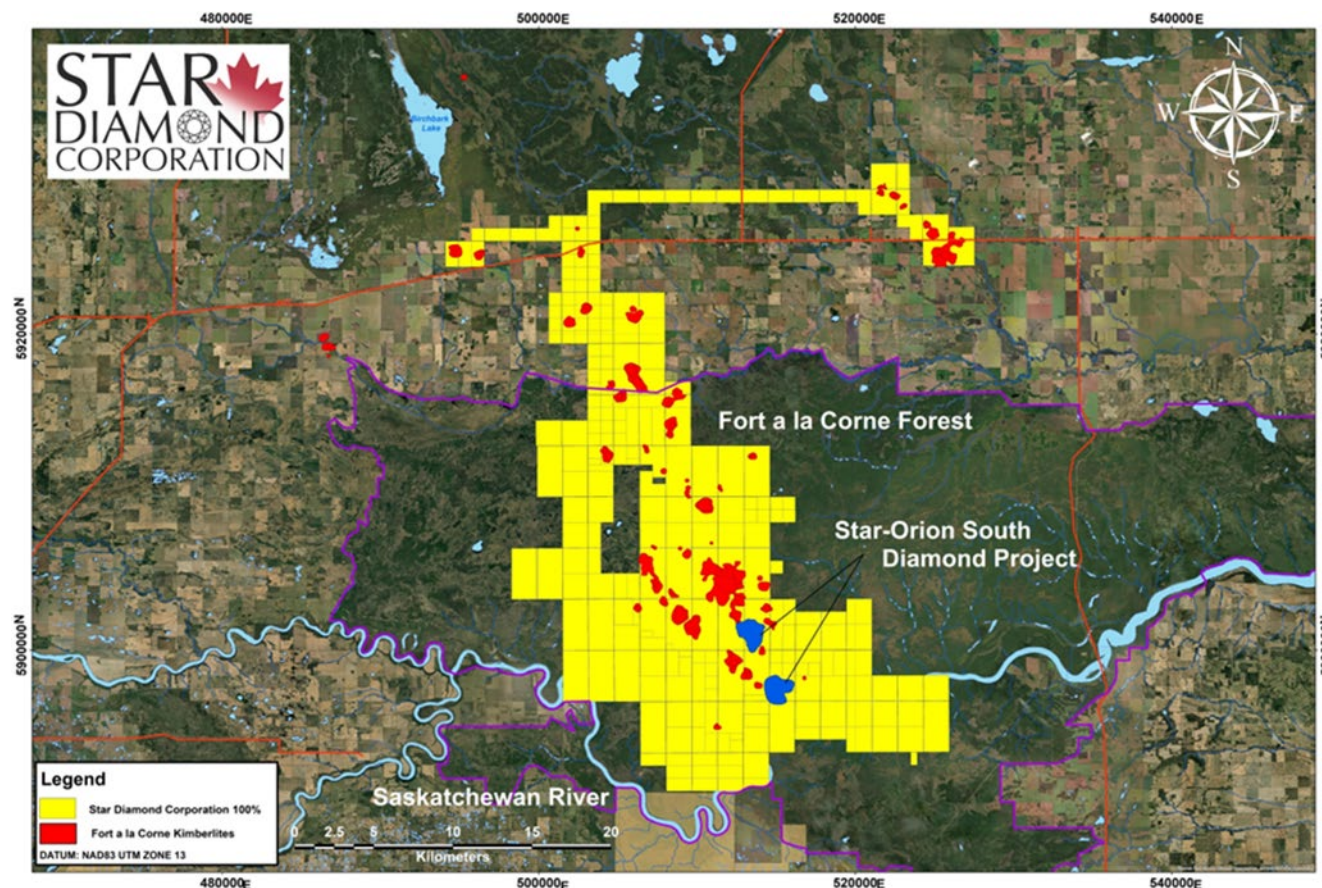 480000E 500000E 520000E 540000E
STAR
DIAMOND
CORPORATION
Birchbark
Lake
N
W E
S
5920000N
Fort a la Corne Forest
Star-Orion South
Diamond Project
5900000N
Legend
Star Diamond Corporation 100%
Fort a la Corne Kimberlites
DATUM: NAD83 UTM ZONE 13
Saskatchewan River
0 2.5 5 10 15 20
Kilometers
480000E 500000E 520000E 540000E